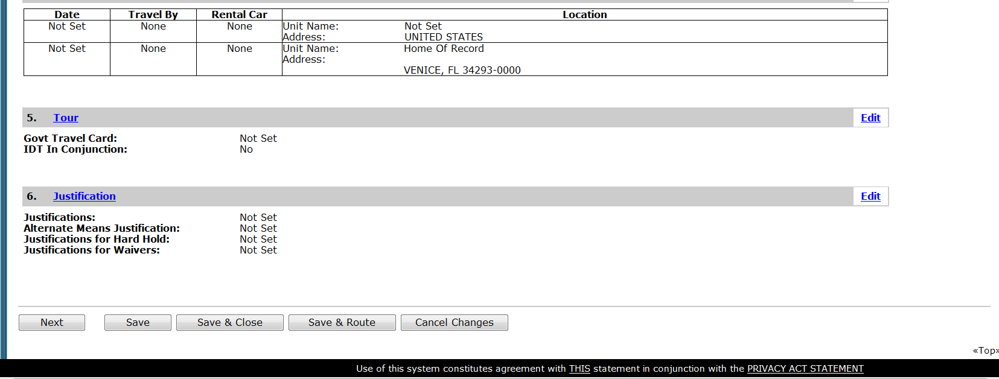 Date Travel By Rental Car Location
Not Set None None Unit Name: Not Set
Address: UNITED STATES
Not Set None None Unit Name: Home Of Record
Address:
VENICE, FL 34293-0000
5. Tour Edit
Govt Travel Card: Not Set
IDT In Conjunction: No
6. Justification Edit
Justifications: Not Set
Alternate Means Justification: Not Set
Justifications for Hard Hold: Not Set
Justifications for Waivers: Not Set
Next Save Save & Close Save & Route Cancel Changes
«Top»
Use of this system constitutes agreement with THIS statement in conjunction with the PRIVACY ACT STATEMENT